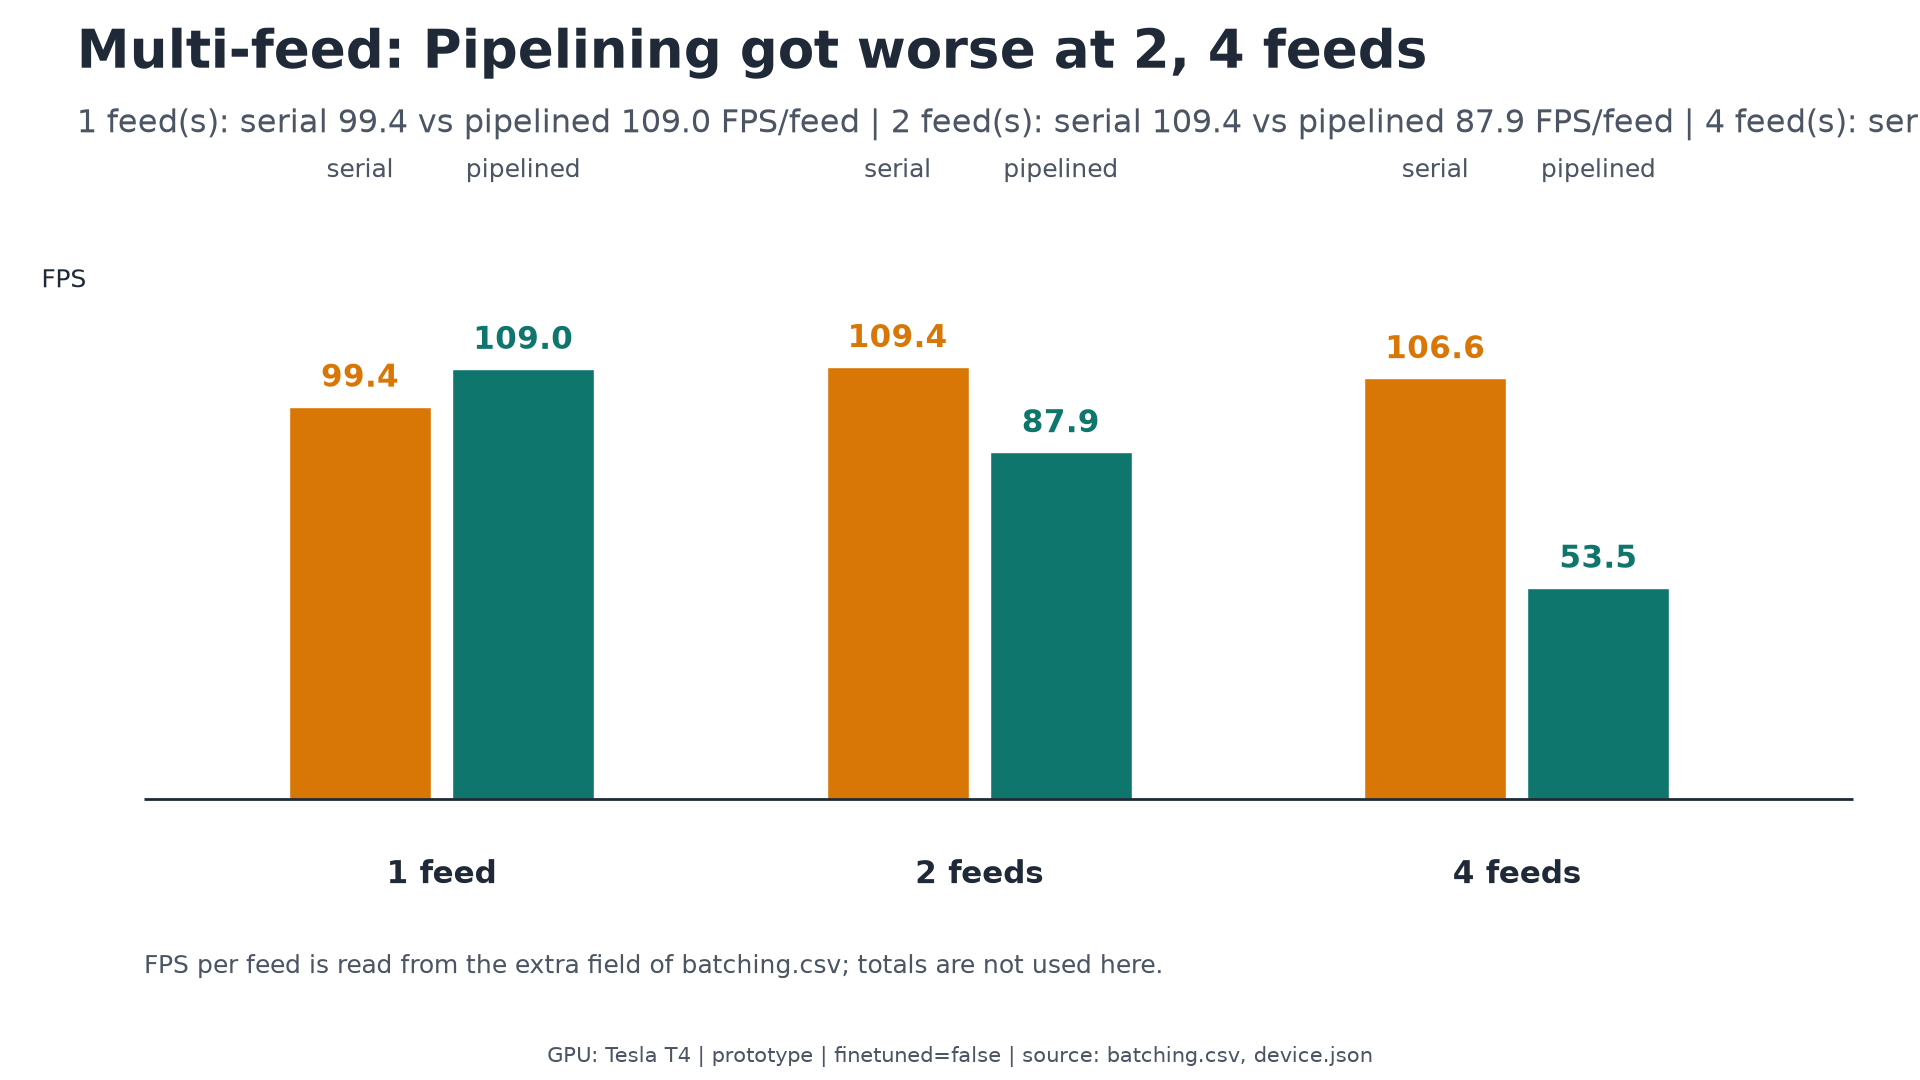 Multi-feed: Pipelining got worse at 2, 4 feeds
1 feed(s): serial 99.4 vs pipelined 109.0 FPS/feed | 2 feed(s): serial 109.4 vs pipelined 87.9 FPS/feed | 4 feed(s): ser
serial pipelined serial pipelined serial pipelined
FPS
99.4 109.0 109.4 87.9 106.6 53.5
1 feed 2 feeds 4 feeds
FPS per feed is read from the extra field of batching.csv; totals are not used here.
GPU: Tesla T4 | prototype | finetuned=false | source: batching.csv, device.json